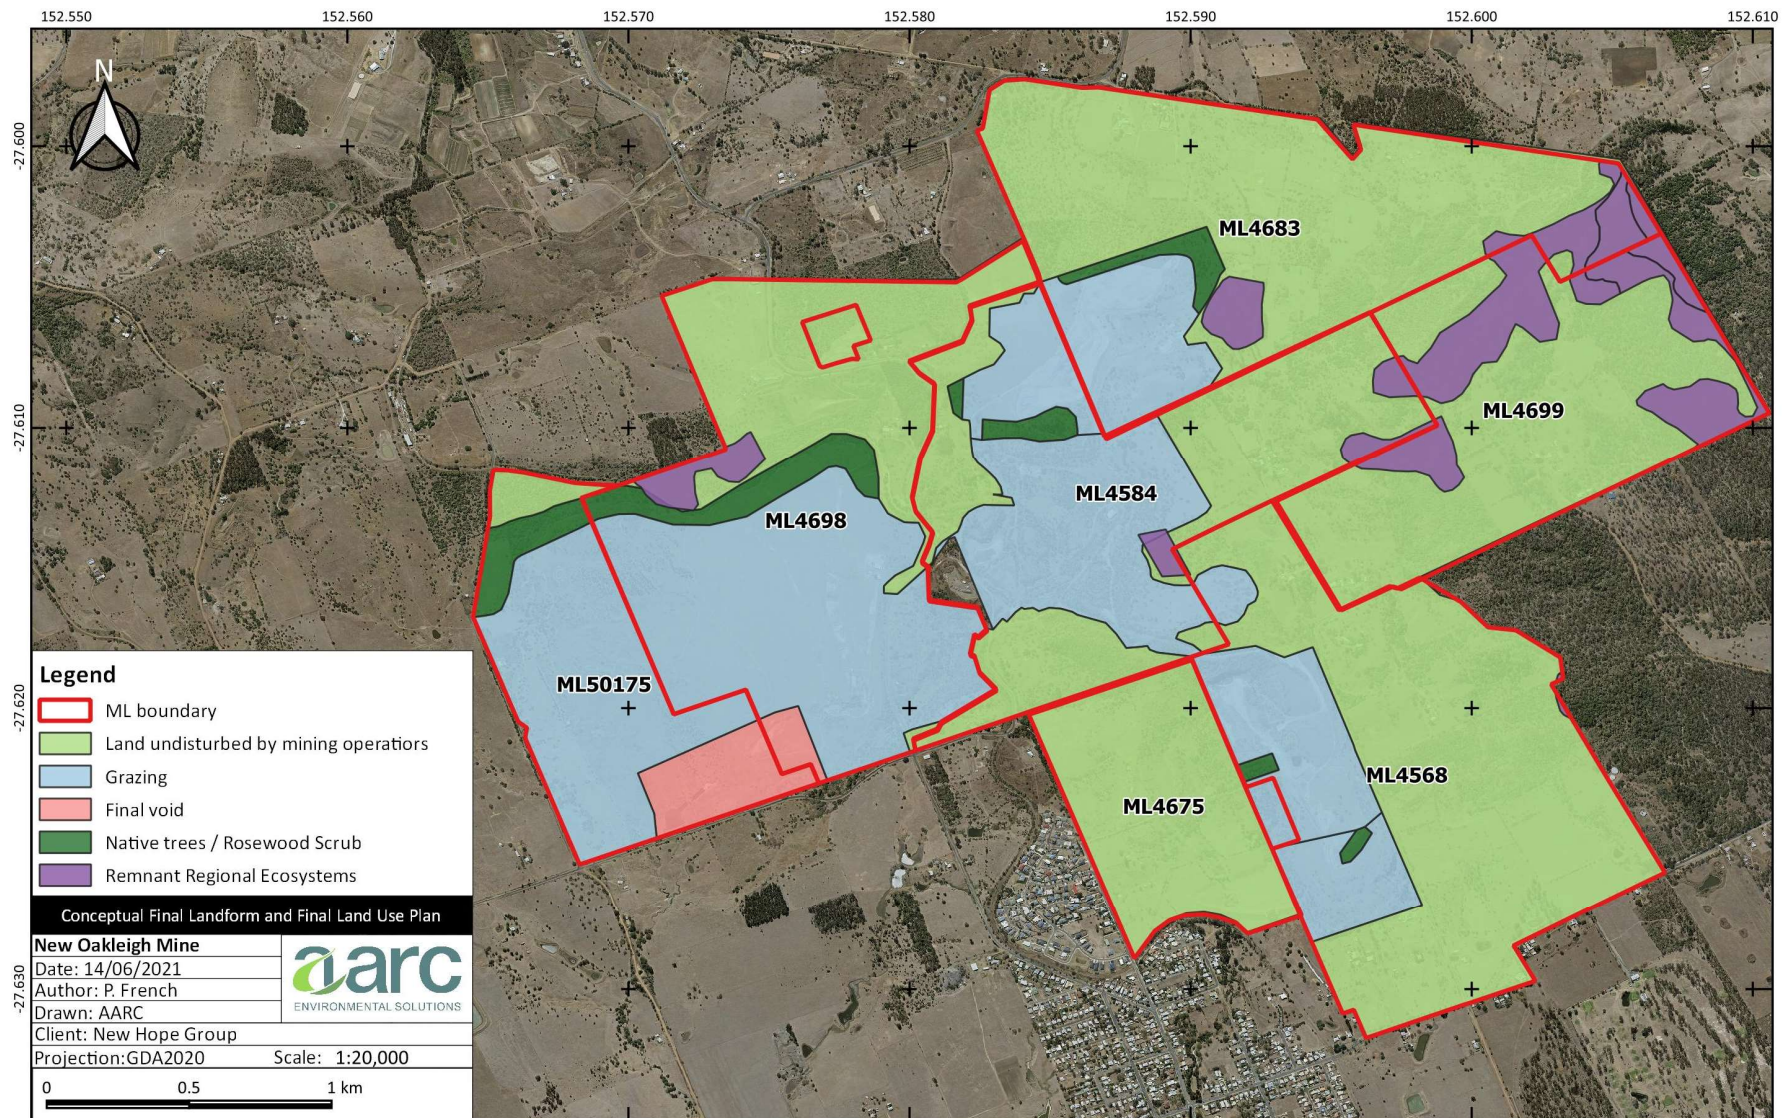 152.550 152.560 152.570 152.580 152.590 152.600 152.610
N
-27.600
-27.610
-27.620
-27.630
ML4683
ML4699
ML4584
ML4698
ML50175
ML4568
ML4675
Legend
ML boundary
Land undisturbed by mining operatiors
Grazing
Final void
Native trees / Rosewood Scrub
Remnant Regional Ecosystems
Conceptual Final Landform and Final Land Use Plan
New Oakleigh Mine
Date: 14/06/2021
Author: P. French
Drawn: AARC
aarc
ENVIRONMENTAL SOLUTIONS
Client: New Hope Group
Projection:GDA2020 Scale: 1:20,000
0 0.5 1 km